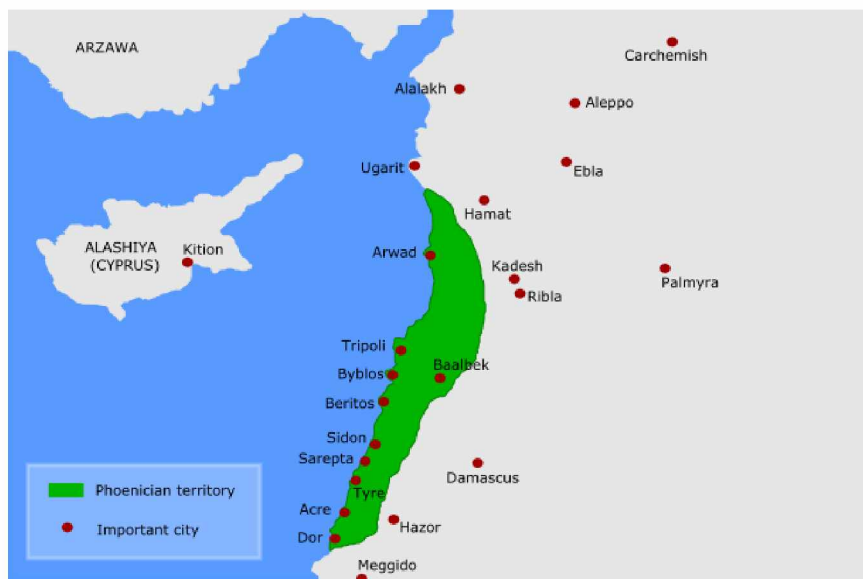 ARZAWA
Carchemish
Alalakh
Aleppo
Ugarit
Ebla
Hamat
ALASHIYA
(CYPRUS)
Kition
Arwad
Kadesh
Ribla
Palmyra
Tripoli
Byblos
Baalbek
Beritos
Sidon
Sarepta
Damascus
Tyre
Acre
Hazor
Dor
Meggido
Phoenician territory
Important city